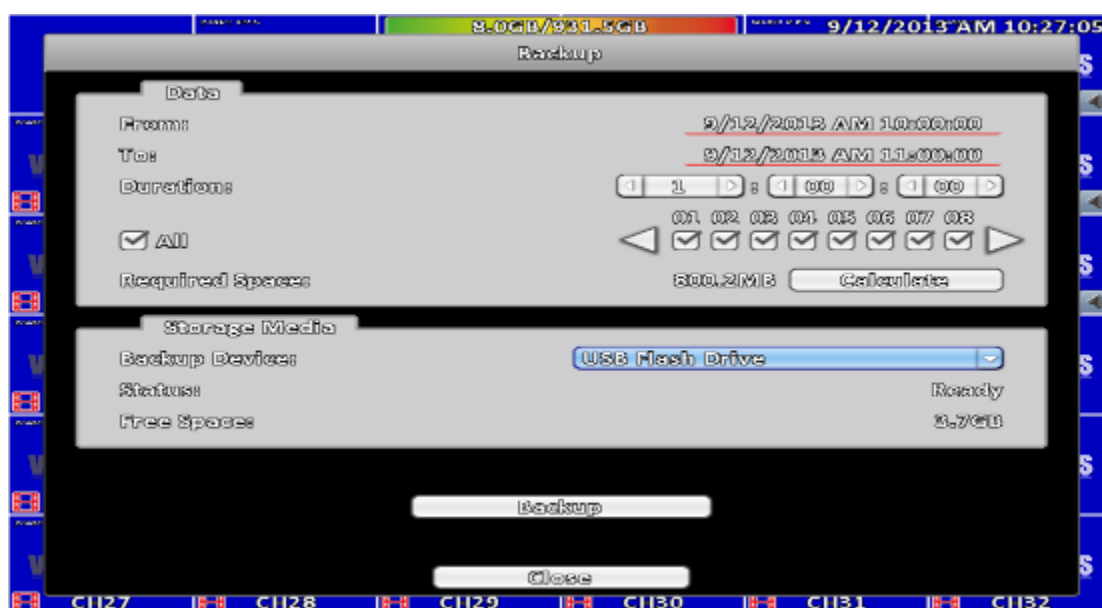 8.0GB/931.5GB
9/12/2013 AM 10:27:05
Backup
Data
From: 9/12/2013 AM 10:00:00
To: 9/12/2013 AM 11:00:00
Duration: 1 : 00 : 00
01 02 03 04 05 06 07 08
All
Required Space: 600.2MB Calculate
Storage Media
Backup Device: USB Flash Drive
Status: Ready
Free Space: 3.7GB
Backup
Close
CH27 CH28 CH29 CH30 CH31 CH32